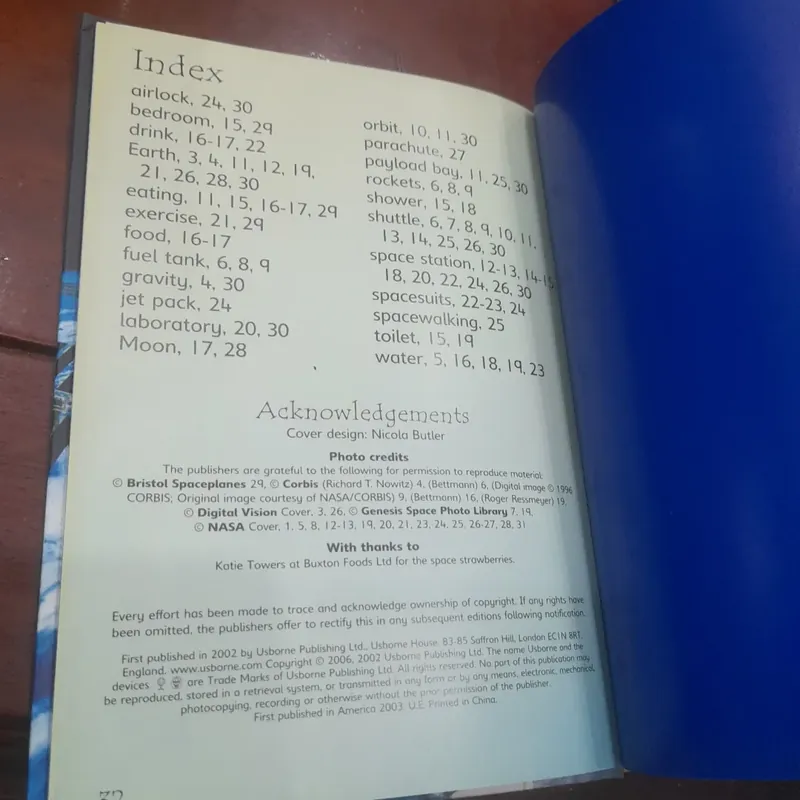 Index
airlock, 24, 30
bedroom, 15, 29
drink, 16-17, 22
Earth, 3, 4, 11, 12, 19,
21, 26, 28, 30
eating, 11, 15, 16-17, 29
exercise, 21, 29
food, 16-17
fuel tank, 6, 8, 9
gravity, 4, 30
jet pack, 24
laboratory, 20, 30
Moon, 17, 28
orbit, 10, 11, 30
parachute, 27
payload bay, 11, 25, 30
rockets, 6, 8, 9
shower, 15, 18
shuttle, 6, 7, 8, 9, 10, 11,
13, 14, 25, 26, 30
space station, 12-13, 14-15
18, 20, 22, 24, 26, 30
spacesuits, 22-23, 24
spacewalking, 25
toilet, 15, 19
water, 5, 16, 18, 19, 23
Acknowledgements
Cover design: Nicola Butler
Photo credits
The publishers are grateful to the following for permission to reproduce material:
© Bristol Spaceplanes 29, © Corbis (Richard T. Nowitz) 4, (Bettmann) 6, (Digital image © 1996
CORBIS; Original image courtesy of NASA/CORBIS) 9, (Bettmann) 16, (Roger Ressmeyer) 19,
© Digital Vision Cover, 3, 26, © Genesis Space Photo Library 7, 19,
© NASA Cover, 1, 5, 8, 12-13, 19, 20, 21, 23, 24, 25, 26-27, 28, 31
With thanks to
Katie Towers at Buxton Foods Ltd for the space strawberries.
Every effort has been made to trace and acknowledge ownership of copyright. If any rights have
been omitted, the publishers offer to rectify this in any subsequent editions following notification.
First published in 2002 by Usborne Publishing Ltd., Usborne House, 83-85 Saffron Hill, London EC1N 8RT,
England. www.usborne.com Copyright © 2006, 2002 Usborne Publishing Ltd. The name Usborne and the
devices are Trade Marks of Usborne Publishing Ltd. All rights reserved. No part of this publication may
be reproduced, stored in a retrieval system, or transmitted in any form or by any means, electronic, mechanical,
photocopying, recording or otherwise without the prior permission of the publisher.
First published in America 2003. U.E. Printed in China.